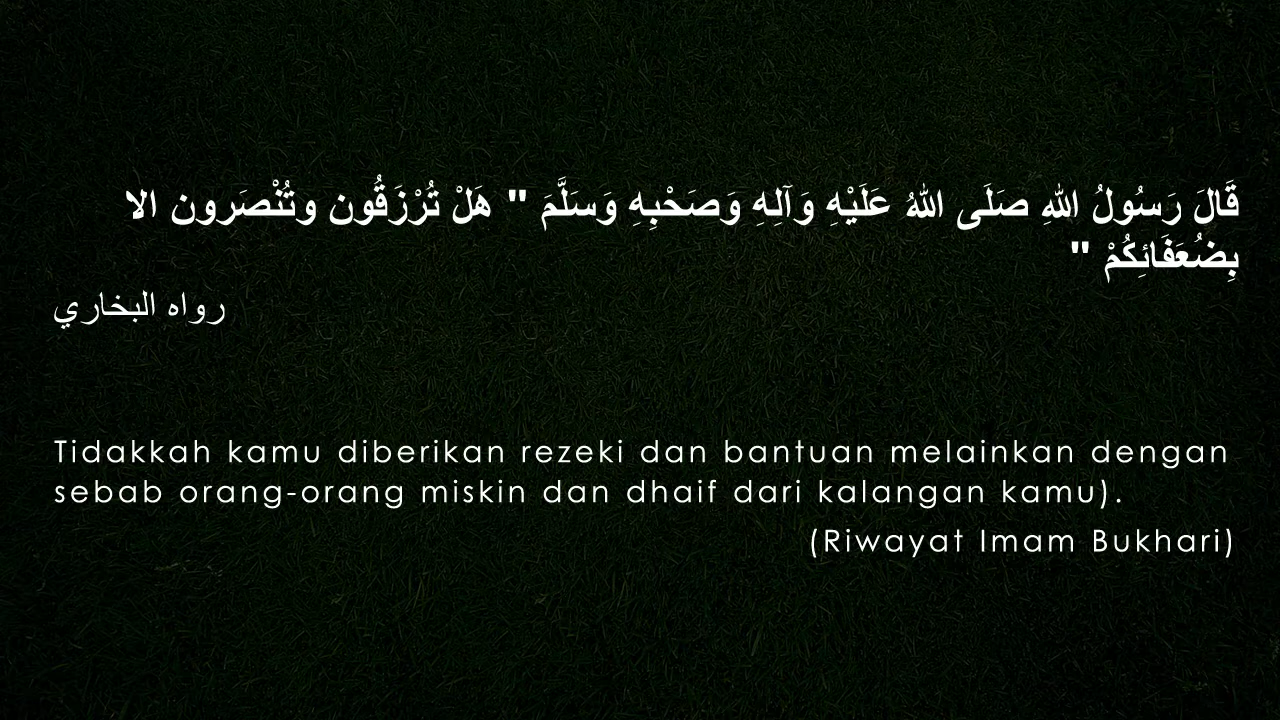 قَالَ رَسُولُ اللهِ صَلَى اللهُ عَلَيْهِ وَآلِهِ وَصَحْبِهِ وَسَلَّمَ " هَلْ تُرْزَقُون وتُنْصَرون الا
بِضُعَفَائِكُمْ "
رواه البخاري
Tidakkah kamu diberikan rezeki dan bantuan melainkan dengan
sebab orang-orang miskin dan dhaif dari kalangan kamu).
(Riwayat Imam Bukhari)